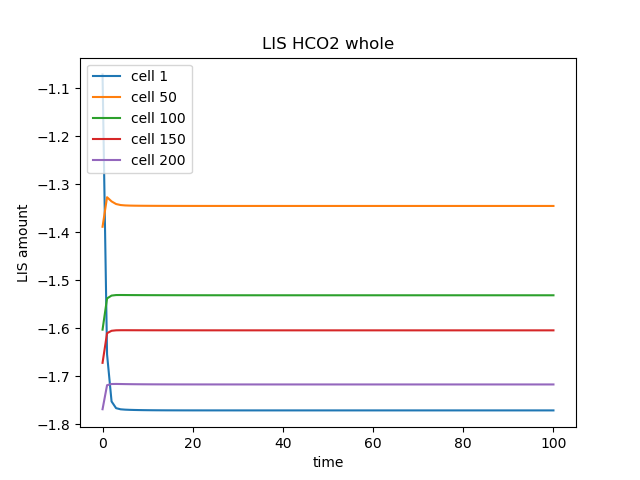 LIS HCO2 whole
cell 1
cell 50
cell 100
cell 150
cell 200
−1.1
−1.2
−1.3
−1.4
−1.5
−1.6
−1.7
−1.8
LIS amount
0
20
40
60
80
100
time